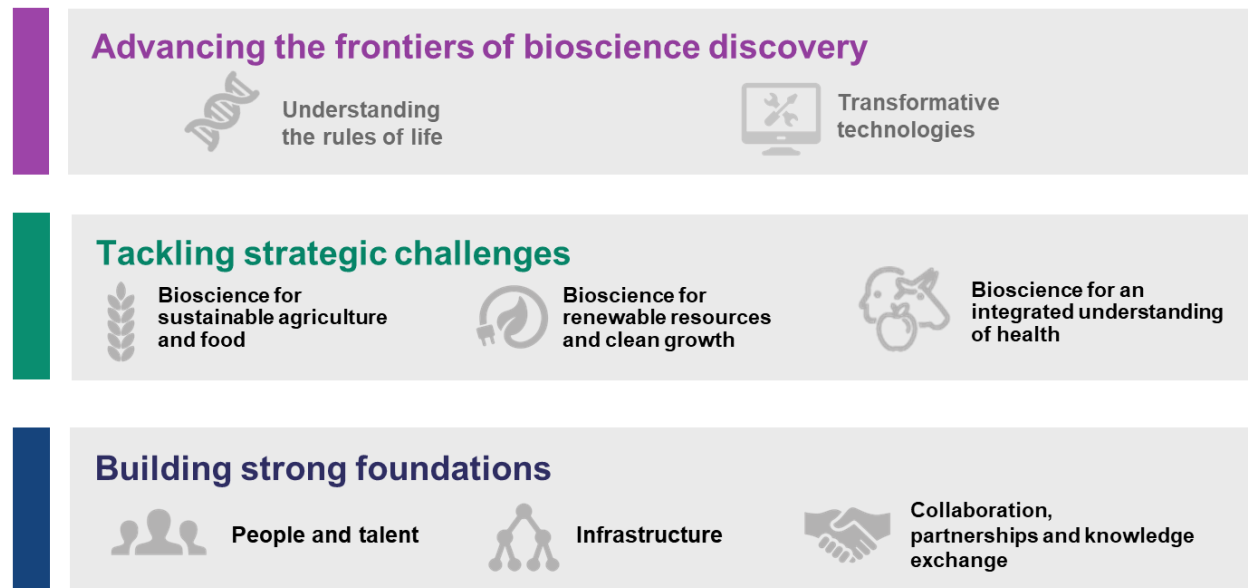 Advancing the frontiers of bioscience discovery
Understanding
the rules of life
Transformative
technologies
Tackling strategic challenges
Bioscience for
sustainable agriculture
and food
Bioscience for
renewable resources
and clean growth
Bioscience for an
integrated understanding
of health
Building strong foundations
People and talent
Infrastructure
Collaboration,
partnerships and knowledge
exchange